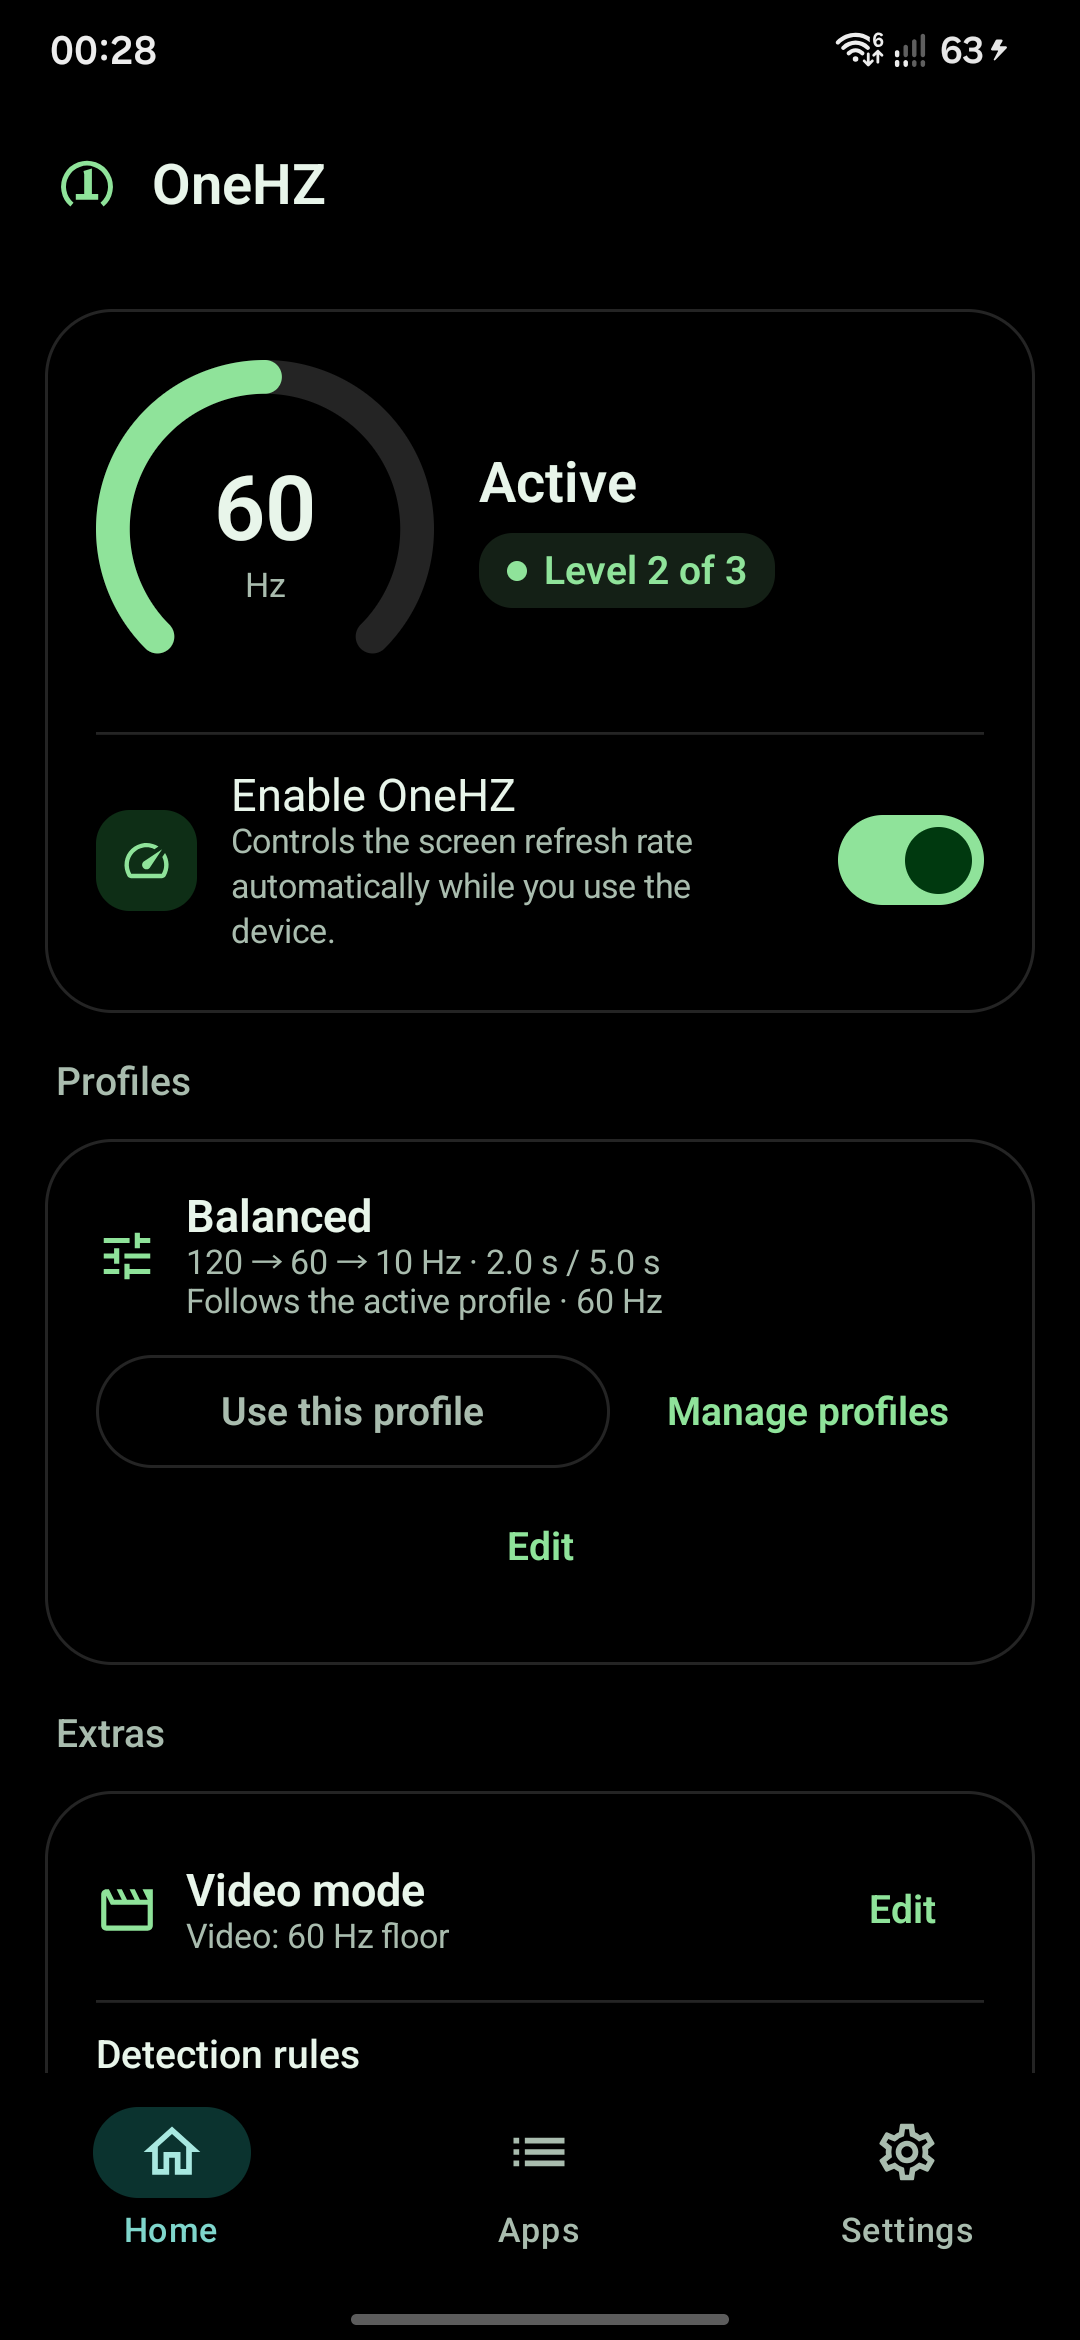 00:28
6
63
1 OneHZ
60
Hz
Active
Level 2 of 3
Enable OneHZ
Controls the screen refresh rate
automatically while you use the
device.
Profiles
Balanced
120 → 60 → 10 Hz · 2.0 s / 5.0 s
Follows the active profile · 60 Hz
Use this profile
Manage profiles
Edit
Extras
Video mode
Video: 60 Hz floor
Edit
Detection rules
Home
Apps
Settings